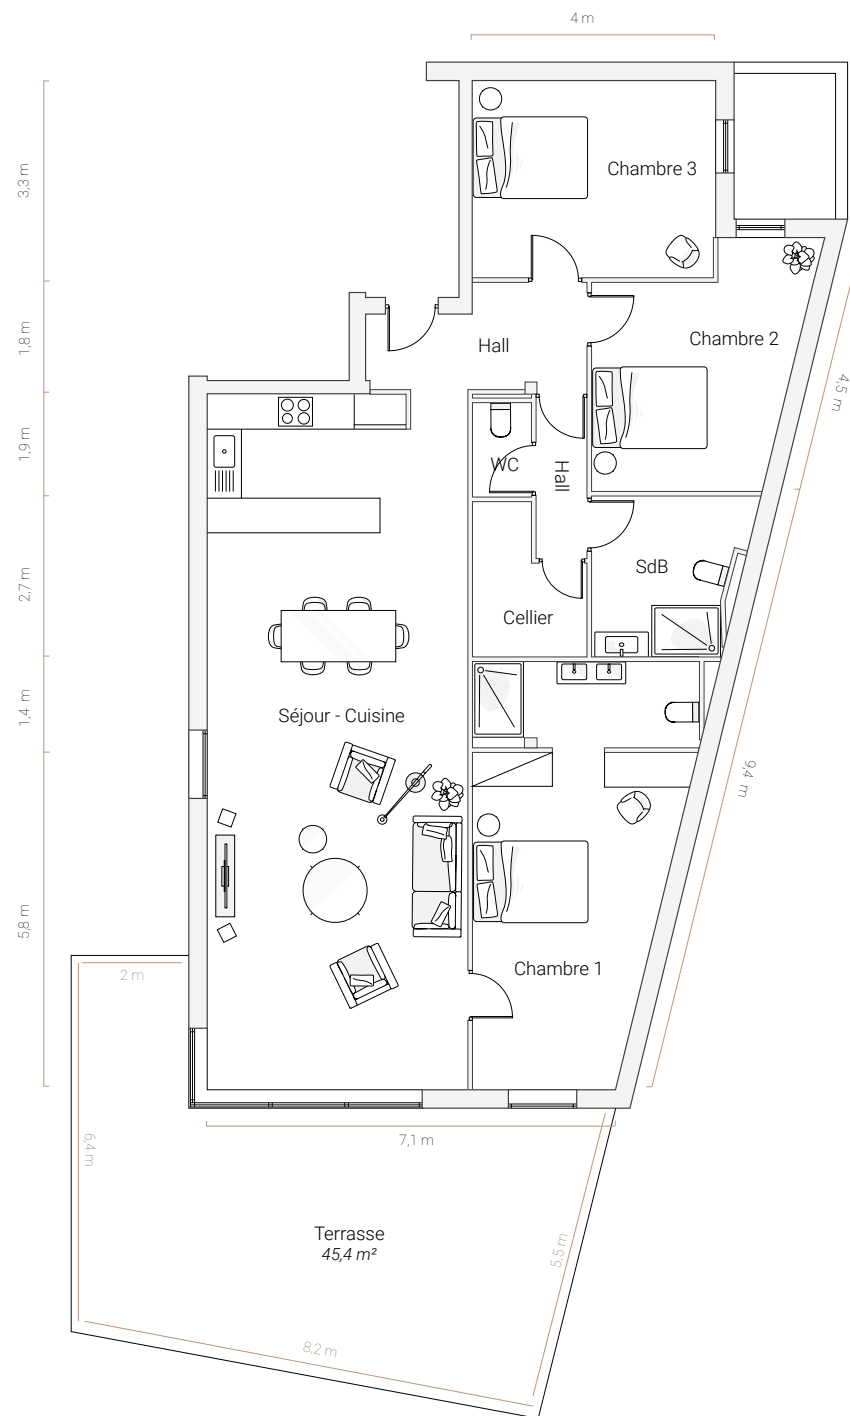 4 m
3,3 m
Chambre 3
1,8 m
Hall
Chambre 2
4,5 m
1,9 m
WC
Hall
2,7 m
SdB
Cellier
1,4 m
Séjour - Cuisine
9,4 m
5,8 m
Chambre 1
2 m
7,1 m
6,4 m
Terrasse
45,4 m²
5,5 m
8,2 m